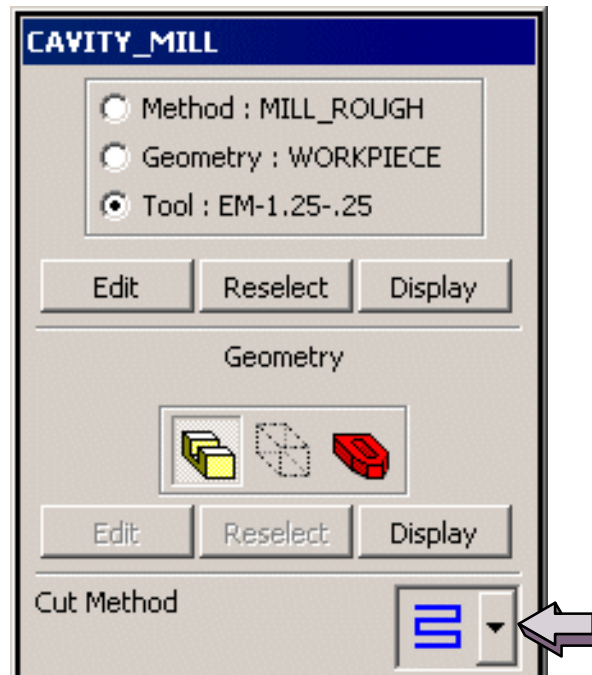 CAVITY_MILL
Method : MILL_ROUGH
Geometry : WORKPIECE
Tool : EM-1.25-.25
Edit Reselect Display
Geometry
Edit Reselect Display
Cut Method